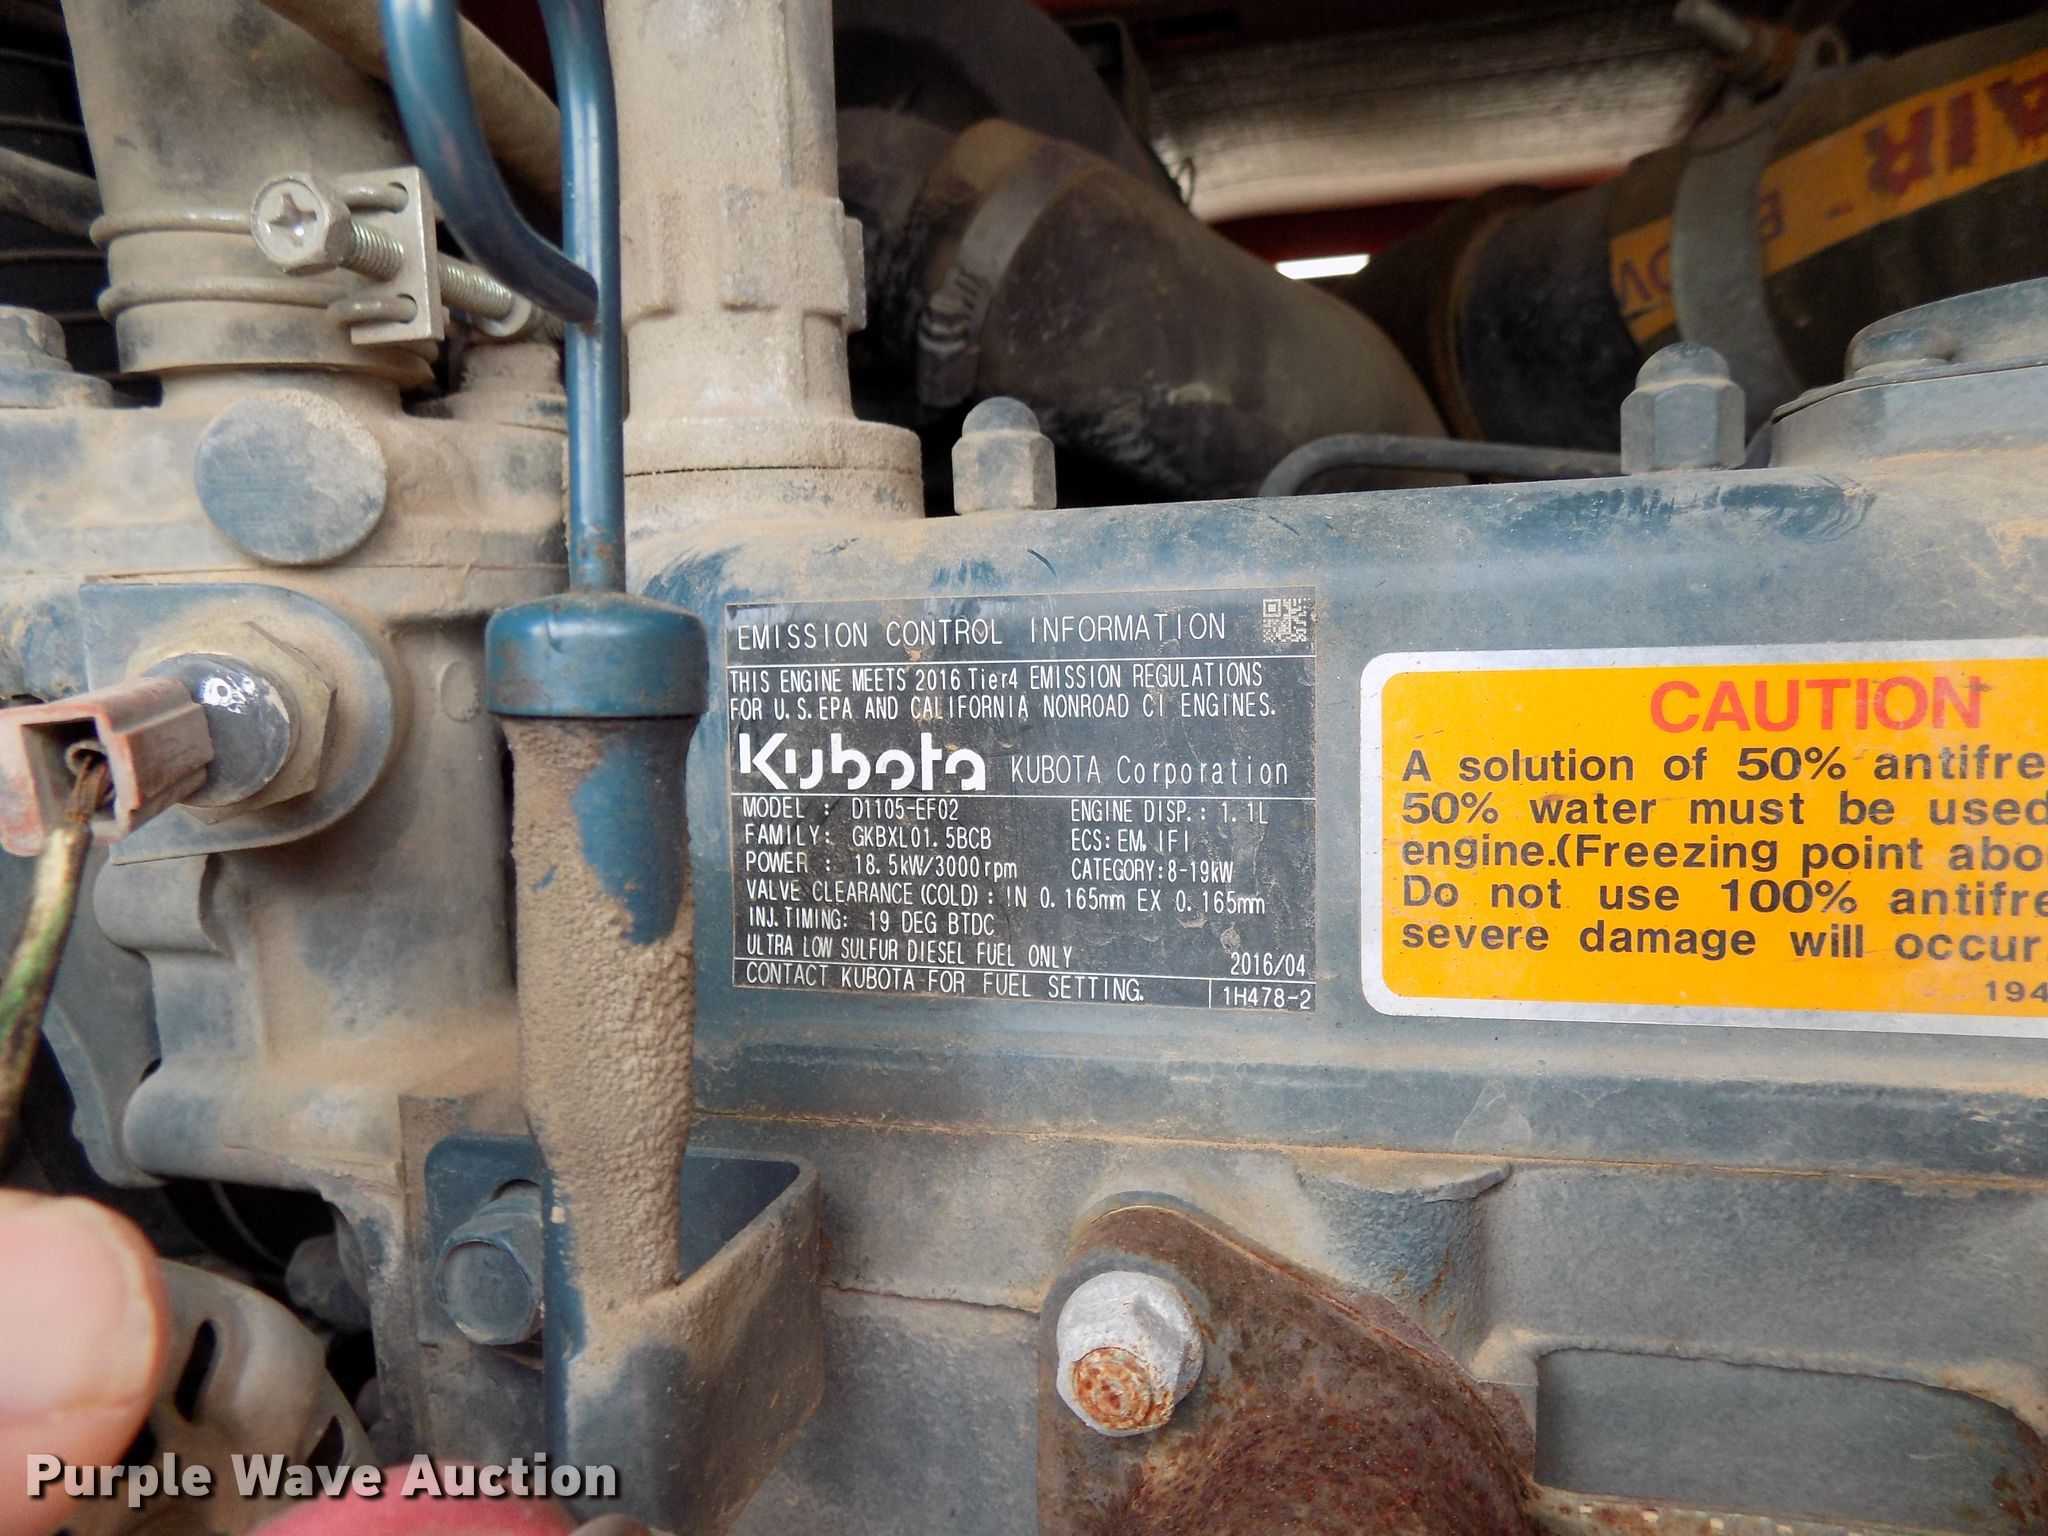 EMISSION CONTROL INFORMATION
THIS ENGINE MEETS 2016 Tier4 EMISSION REGULATIONS
FOR U.S. EPA AND CALIFORNIA NONROAD CI ENGINES.
Kubota KUBOTA Corporation
MODEL : D1105-EF02 ENGINE DISP.: 1.1L
FAMILY: GKBXL01.5BCB ECS: EM, IFI
POWER : 18.5kW/3000rpm CATEGORY: 8-19kW
VALVE CLEARANCE (COLD) : IN 0.165mm EX 0.165mm
INJ. TIMING: 19 DEG BTDC
ULTRA LOW SULFUR DIESEL FUEL ONLY 2016/04
CONTACT KUBOTA FOR FUEL SETTING. 1H478-2
CAUTION
A solution of 50% antifre
50% water must be used
engine.(Freezing point abo
Do not use 100% antifre
severe damage will occur
194
AIR
Purple Wave Auction